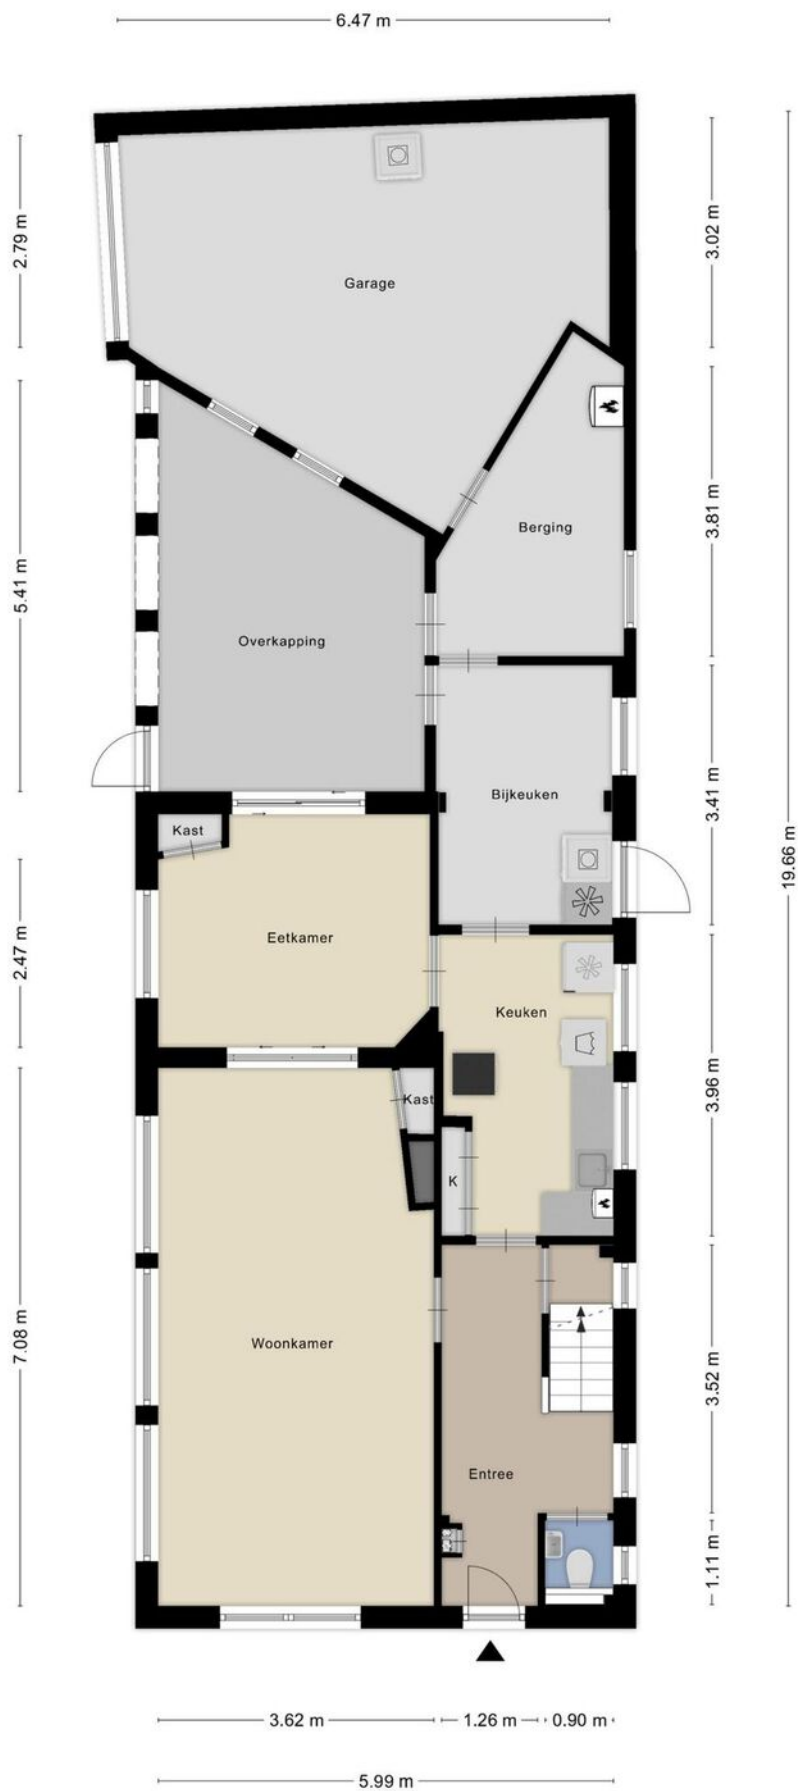 6.47 m
2.79 m
3.02 m
Garage
Berging
3.81 m
5.41 m
Overkapping
Bijkeuken
3.41 m
Kast
19.66 m
Eetkamer
2.47 m
Keuken
Kast
3.96 m
K
Woonkamer
7.08 m
3.52 m
Entree
1.11 m
3.62 m
1.26 m
0.90 m
5.99 m